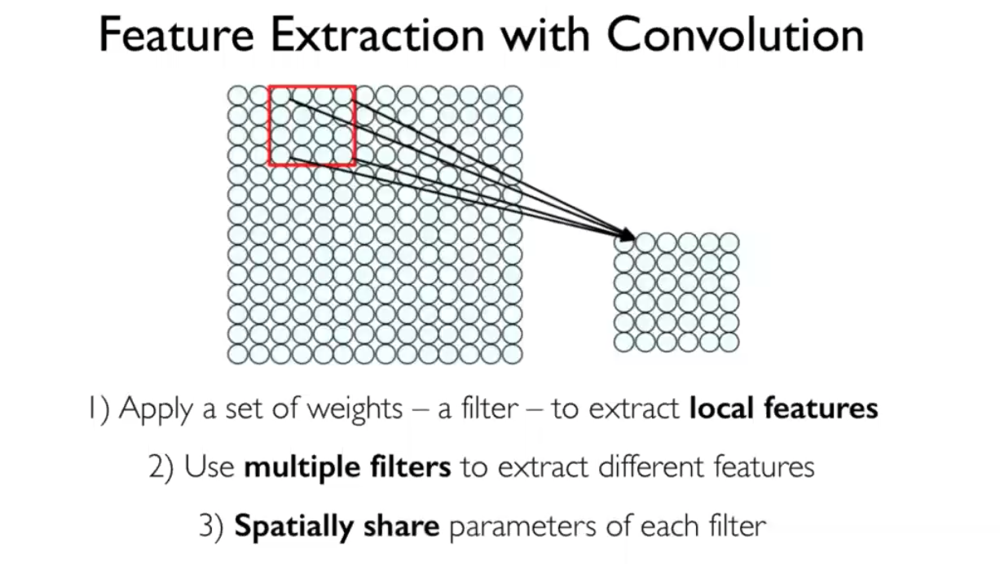 Feature Extraction with Convolution
1) Apply a set of weights – a filter – to extract local features
2) Use multiple filters to extract different features
3) Spatially share parameters of each filter